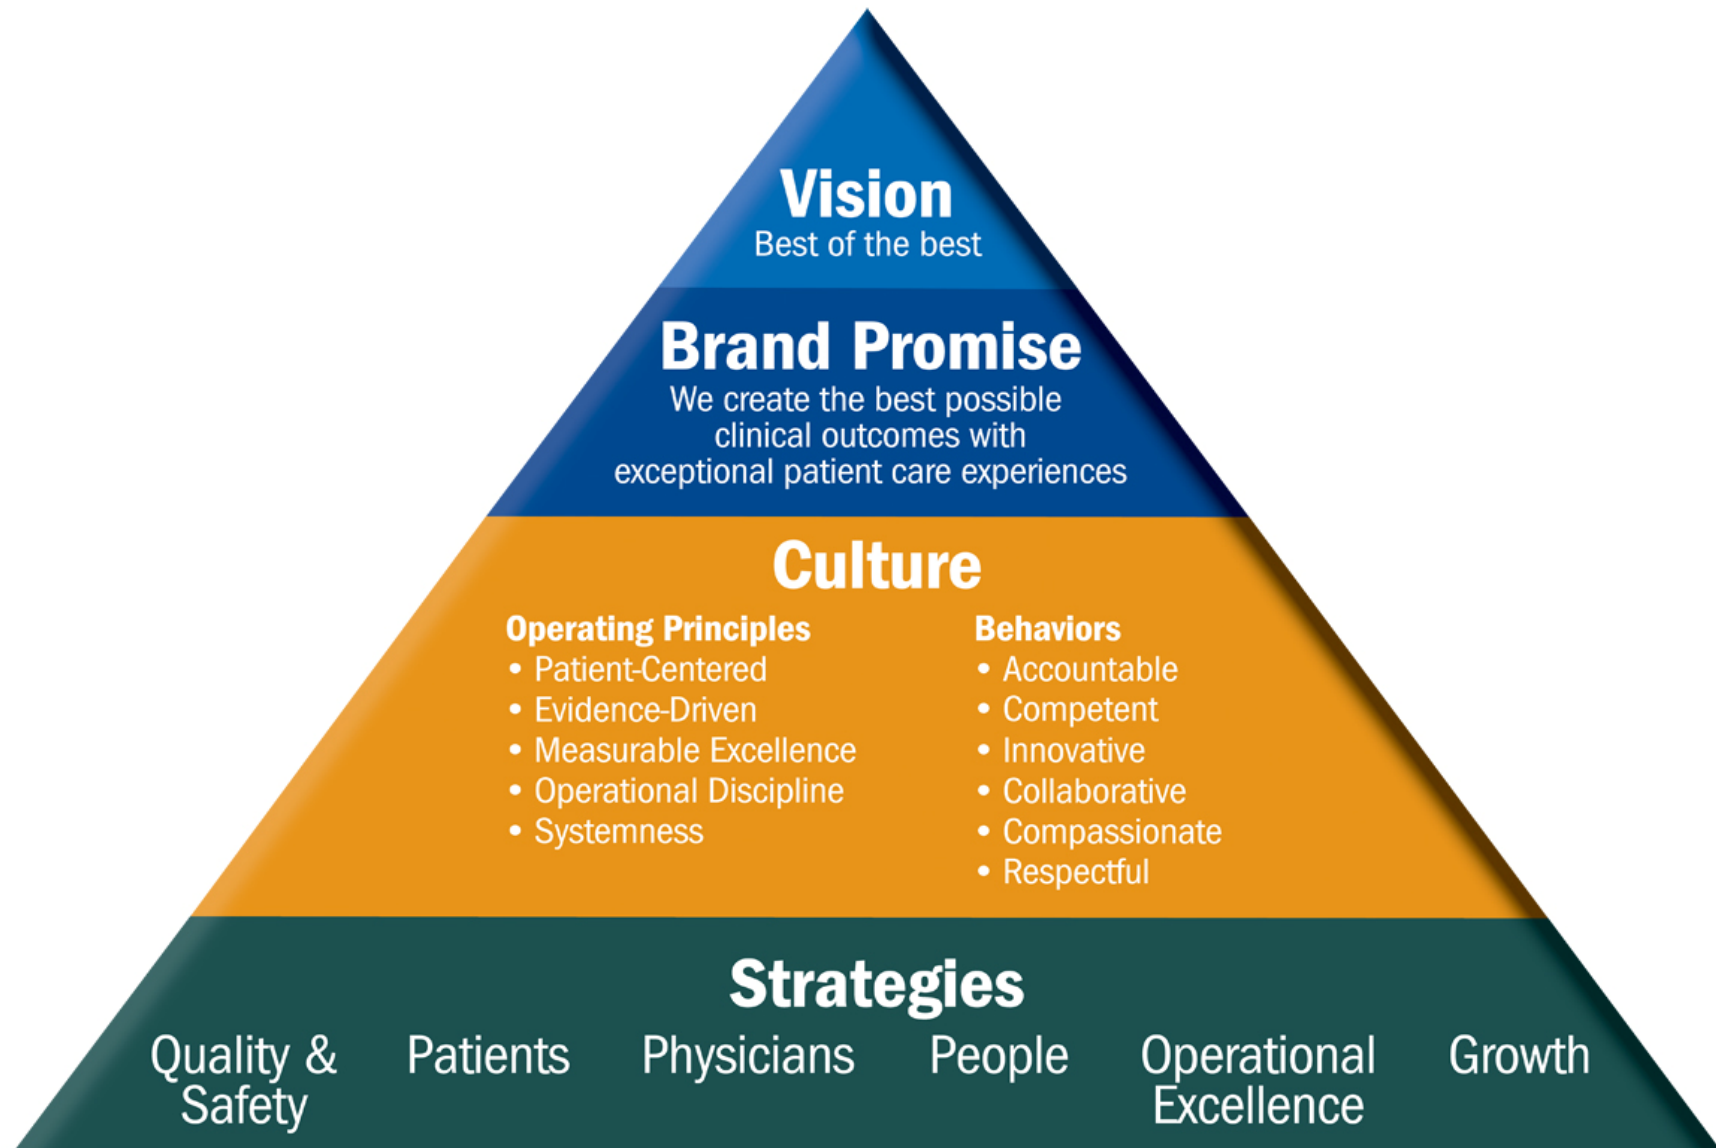 Vision
Best of the best
Brand Promise
We create the best possible
clinical outcomes with
exceptional patient care experiences
Culture
Operating Principles
• Patient-Centered
• Evidence-Driven
• Measurable Excellence
• Operational Discipline
• Systemness
Behaviors
• Accountable
• Competent
• Innovative
• Collaborative
• Compassionate
• Respectful
Strategies
Quality &
Safety
Patients
Physicians
People
Operational
Excellence
Growth